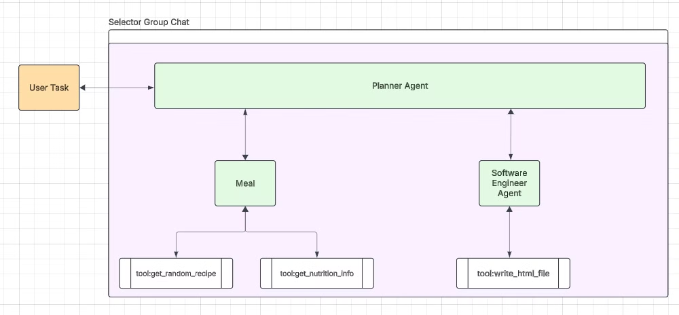 Selector Group Chat
User Task
Planner Agent
Meal
Software
Engineer
Agent
tool:get_random_recipe
tool:get_nutrition_info
tool:write_html_file